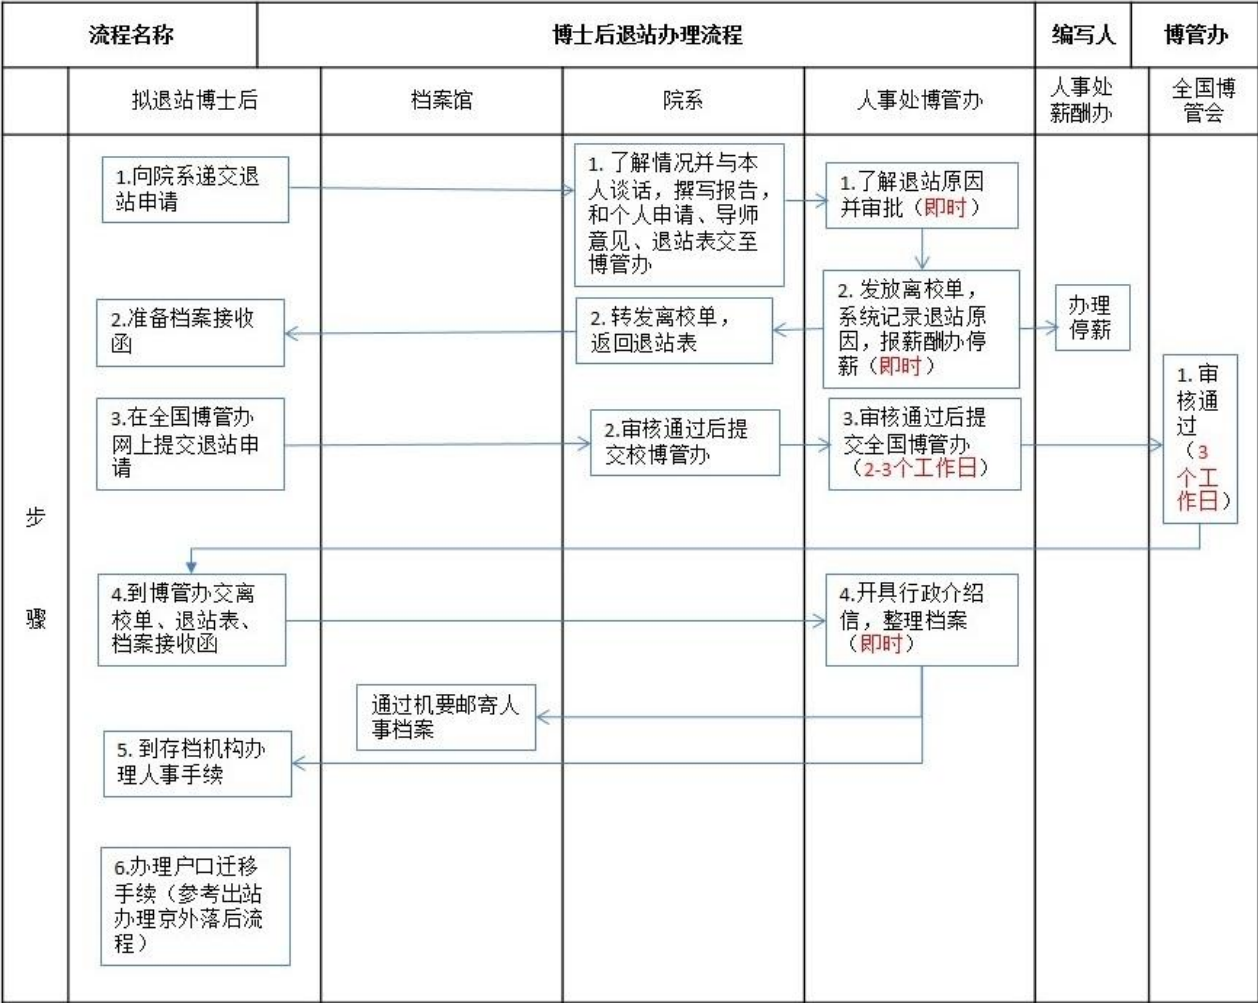 流程名称
博士后退站办理流程
编写人
博管办
拟退站博士后
档案馆
院系
人事处博管办
人事处
薪酬办
全国博
管会
步
骤
1.向院系递交退
站申请
1. 了解情况并与本
人谈话，撰写报告，
和个人申请、导师
意见、退站表交至
博管办
1.了解退站原因
并审批（即时）
2.准备档案接收
函
2. 转发离校单，
返回退站表
2. 发放离校单，
系统记录退站原
因，报薪酬办停
薪（即时）
办理
停薪
3.在全国博管办
网上提交退站申
请
2.审核通过后提
交校博管办
3.审核通过后提
交全国博管办
（2-3个工作日）
1. 审
核通
过
（3
个工
作日）
4.到博管办交离
校单、退站表、
档案接收函
4.开具行政介绍
信，整理档案
（即时）
通过机要邮寄人
事档案
5. 到存档机构办
理人事手续
6.办理户口迁移
手续（参考出站
办理京外落后流
程）